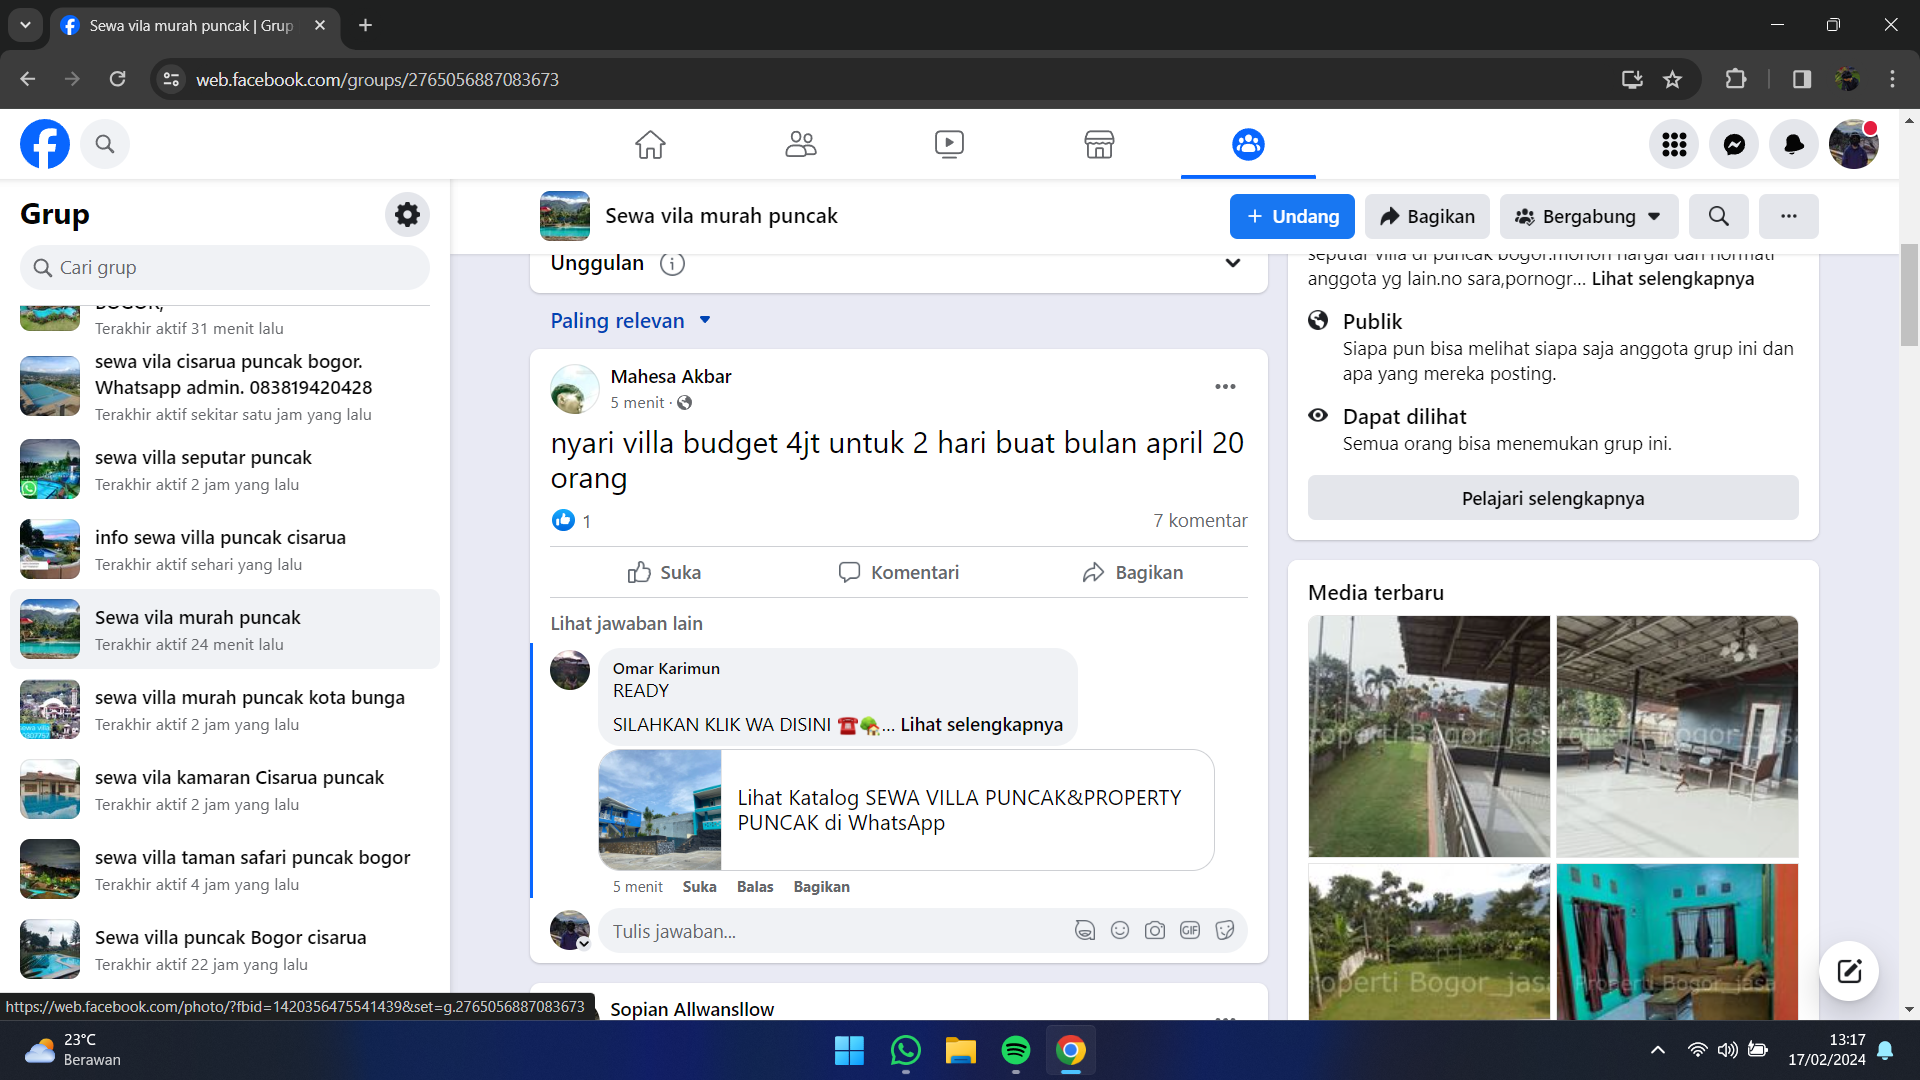 Sewa vila murah puncak | Grup
web.facebook.com/groups/2765056887083673
Grup
Cari grup
Terakhir aktif 31 menit lalu
sewa vila cisarua puncak bogor.
Whatsapp admin. 083819420428
Terakhir aktif sekitar satu jam yang lalu
sewa villa seputar puncak
Terakhir aktif 2 jam yang lalu
info sewa villa puncak cisarua
Terakhir aktif sehari yang lalu
Sewa vila murah puncak
Terakhir aktif 24 menit lalu
sewa villa murah puncak kota bunga
Terakhir aktif 2 jam yang lalu
sewa vila kamaran Cisarua puncak
Terakhir aktif 2 jam yang lalu
sewa villa taman safari puncak bogor
Terakhir aktif 4 jam yang lalu
Sewa villa puncak Bogor cisarua
Terakhir aktif 22 jam yang lalu
https://web.facebook.com/photo/?fbid=1420356475541439&set=g.2765056887083673
Sewa vila murah puncak
+ Undang
Bagikan
Bergabung
Unggulan
Paling relevan
Mahesa Akbar
5 menit ·
nyari villa budget 4jt untuk 2 hari buat bulan april 20
orang
1
7 komentar
Suka
Komentari
Bagikan
Lihat jawaban lain
Omar Karimun
READY
SILAHKAN KLIK WA DISINI ☎️🏡... Lihat selengkapnya
Lihat Katalog SEWA VILLA PUNCAK&PROPERTY
PUNCAK di WhatsApp
5 menit Suka Balas Bagikan
Tulis jawaban...
GIF
Sopian Allwansllow
seputar villa di puncak bogor.mohon hargai dan hormati
anggota yg lain.no sara,pornogr... Lihat selengkapnya
Publik
Siapa pun bisa melihat siapa saja anggota grup ini dan
apa yang mereka posting.
Dapat dilihat
Semua orang bisa menemukan grup ini.
Pelajari selengkapnya
Media terbaru
roperti Bogor_jas
roperti Bogor_jasa
roperti Bogor_jasa
Properti Bogor_jasa
23°C
Berawan
13:17
17/02/2024